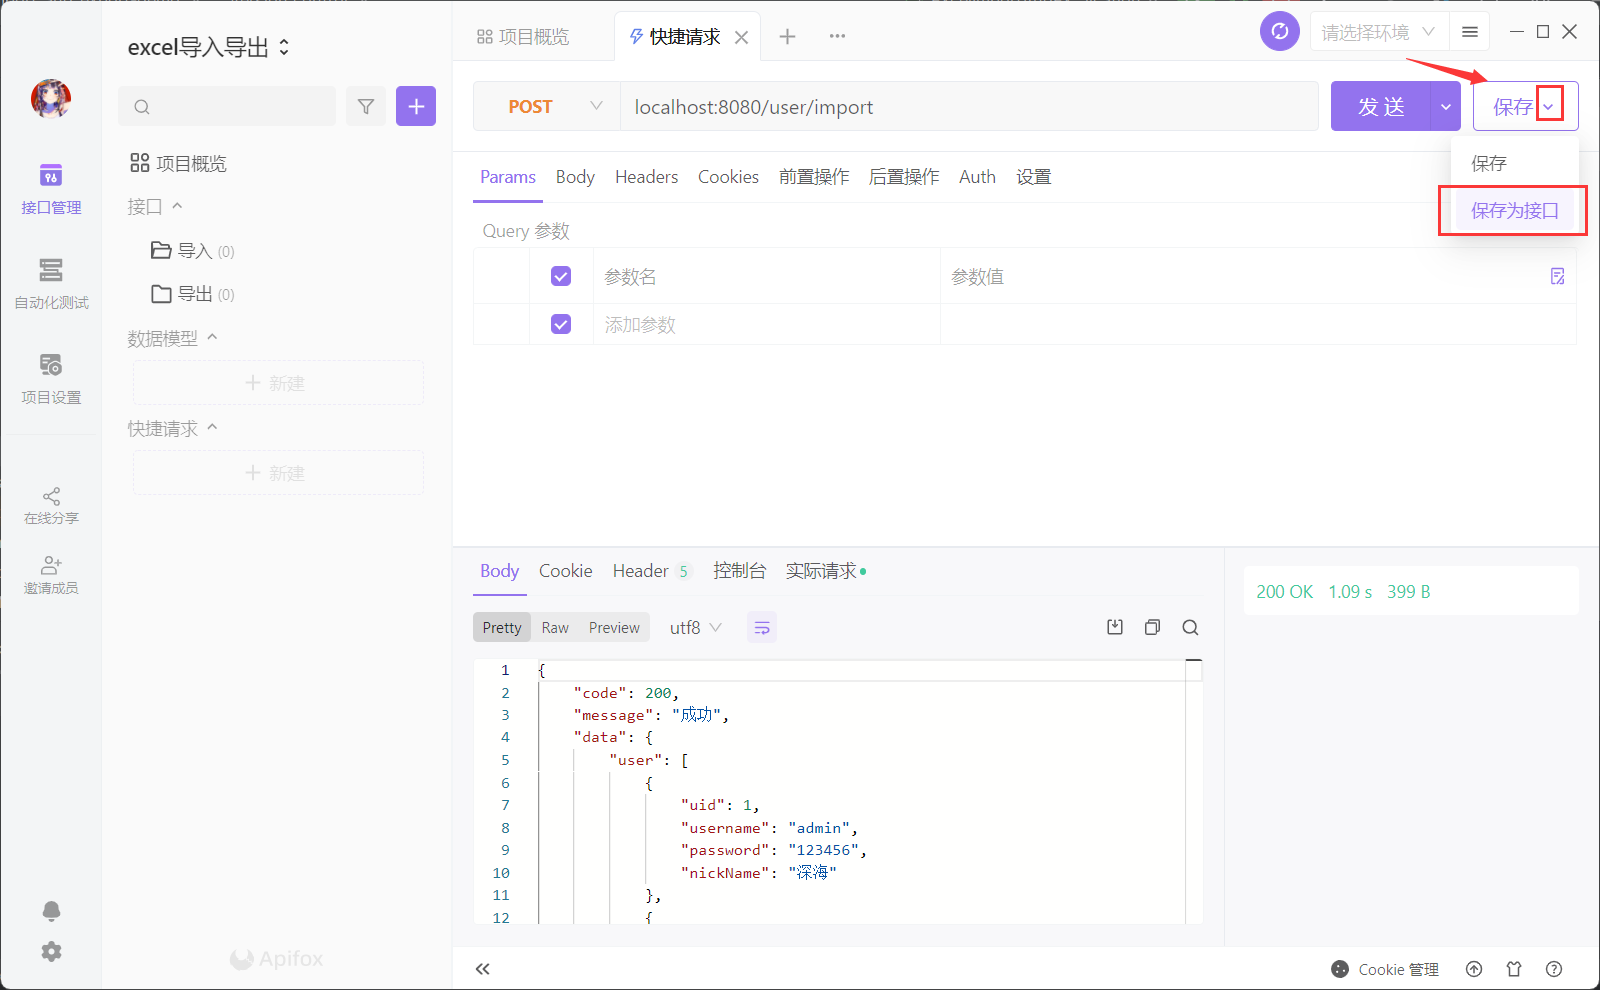 excel导入导出
项目概览
快捷请求
请选择环境
POST
localhost:8080/user/import
发送
保存
保存
保存为接口
接口管理
自动化测试
项目设置
在线分享
邀请成员
项目概览
接口
导入 (0)
导出 (0)
数据模型
新建
快捷请求
新建
Apifox
Params Body Headers Cookies 前置操作 后置操作 Auth 设置
Query 参数
参数名 参数值
添加参数
Body Cookie Header 5 控制台 实际请求
200 OK 1.09 s 399 B
Pretty Raw Preview utf8
1 {
2 "code": 200,
3 "message": "成功",
4 "data": {
5 "user": [
6 {
7 "uid": 1,
8 "username": "admin",
9 "password": "123456",
10 "nickName": "深海"
11 },
12 {
Cookie 管理